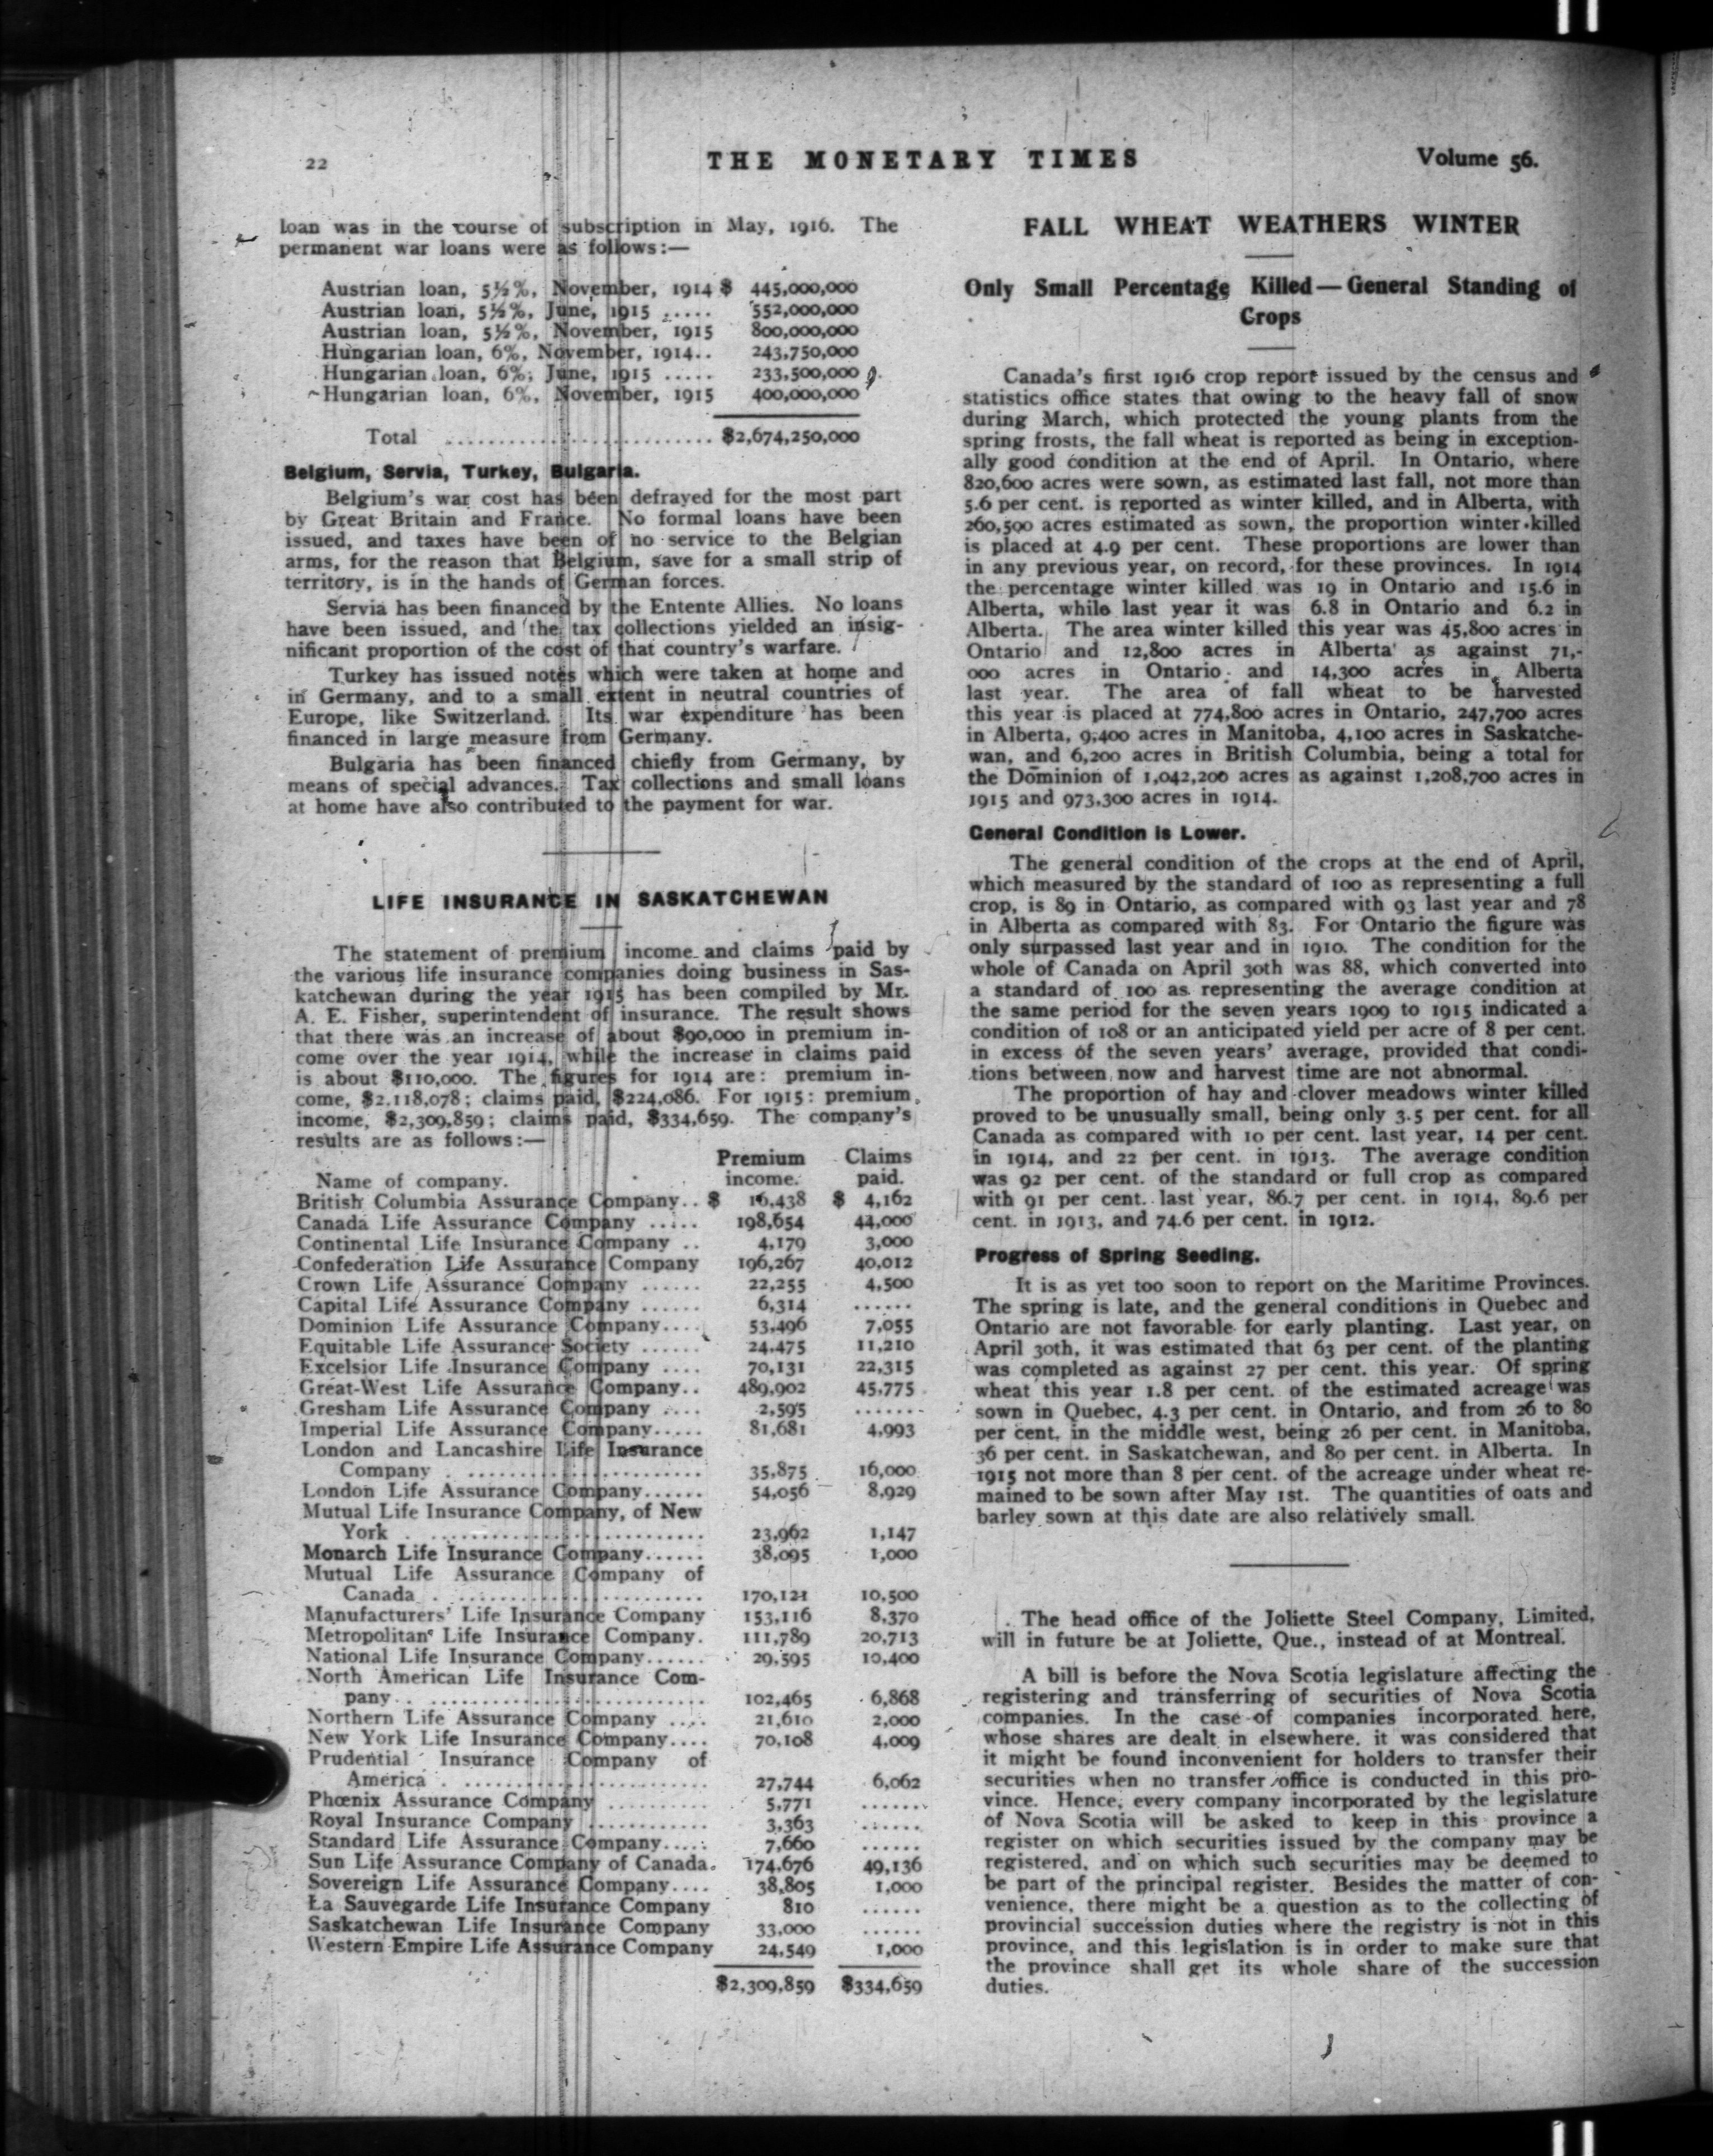 22
THE MONETARY TIMES
Volume 56.
loan was in the course of subscription in May, 1916. The
permanent war loans were as follows:—
Austrian loan, 5½%, November, 1914 $ 445,000,000
Austrian loan, 5½%, June, 1915 ..... 552,000,000
Austrian loan, 5½%, November, 1915 800,000,000
Hungarian loan, 6%, November, 1914.. 243,750,000
Hungarian loan, 6%, June, 1915 ..... 233,500,000
Hungarian loan, 6%, November, 1915 400,000,000
Total ........................... $2,674,250,000
Belgium, Servia, Turkey, Bulgaria.
Belgium's war cost has been defrayed for the most part
by Great Britain and France. No formal loans have been
issued, and taxes have been of no service to the Belgian
arms, for the reason that Belgium, save for a small strip of
territory, is in the hands of German forces.
Servia has been financed by the Entente Allies. No loans
have been issued, and the tax collections yielded an insig-
nificant proportion of the cost of that country's warfare.
Turkey has issued notes which were taken at home and
in Germany, and to a small extent in neutral countries of
Europe, like Switzerland. Its war expenditure has been
financed in large measure from Germany.
Bulgaria has been financed chiefly from Germany, by
means of special advances. Tax collections and small loans
at home have also contributed to the payment for war.
LIFE INSURANCE IN SASKATCHEWAN
The statement of premium income and claims paid by
the various life insurance companies doing business in Sas-
katchewan during the year 1915 has been compiled by Mr.
A. E. Fisher, superintendent of insurance. The result shows
that there was an increase of about $90,000 in premium in-
come over the year 1914, while the increase in claims paid
is about $110,000. The figures for 1914 are: premium in-
come, $2,118,078; claims paid, $224,086. For 1915: premium
income, $2,309,859; claims paid, $334,659. The company's
results are as follows:—
Premium Claims
Name of company. income. paid.
British Columbia Assurance Company.. $ 16,438 $ 4,162
Canada Life Assurance Company ..... 198,654 44,000
Continental Life Insurance Company .. 4,179 3,000
Confederation Life Assurance Company 196,267 40,012
Crown Life Assurance Company ...... 22,255 4,500
Capital Life Assurance Company ...... 6,314 ......
Dominion Life Assurance Company.... 53,496 7,055
Equitable Life Assurance Society ...... 24,475 11,210
Excelsior Life Insurance Company .... 70,131 22,315
Great-West Life Assurance Company.. 489,902 45,775
Gresham Life Assurance Company .... 2,595 .......
Imperial Life Assurance Company..... 81,681 4,993
London and Lancashire Life Insurance
Company . ....................... 35,875 16,000
London Life Assurance Company...... 54,056 8,929
Mutual Life Insurance Company, of New
York . ............................ 23,962 1,147
Monarch Life Insurance Company...... 38,095 1,000
Mutual Life Assurance Company of
Canada . ......................... 170,121 10,500
Manufacturers' Life Insurance Company 153,116 8,370
Metropolitan Life Insurance Company. 111,789 20,713
National Life Insurance Company...... 29,595 10,400
North American Life Insurance Com-
pany . ........................... 102,465 6,868
Northern Life Assurance Company .... 21,610 2,000
New York Life Insurance Company.... 70,108 4,009
Prudential Insurance Company of
America . ........................ 27,744 6,062
Phœnix Assurance Company .......... 5,771 .......
Royal Insurance Company ............ 3,363 ......
Standard Life Assurance Company..... 7,660 ......
Sun Life Assurance Company of Canada. 174,676 49,136
Sovereign Life Assurance Company.... 38,805 1,000
La Sauvegarde Life Insurance Company 810 ......
Saskatchewan Life Insurance Company 33,000 ......
Western Empire Life Assurance Company 24,549 1,000
$2,309,859 $334,659
FALL WHEAT WEATHERS WINTER
Only Small Percentage Killed—General Standing of
Crops
Canada's first 1916 crop report issued by the census and
statistics office states that owing to the heavy fall of snow
during March, which protected the young plants from the
spring frosts, the fall wheat is reported as being in exception-
ally good condition at the end of April. In Ontario, where
820,600 acres were sown, as estimated last fall, not more than
5.6 per cent. is reported as winter killed, and in Alberta, with
260,500 acres estimated as sown, the proportion winter killed
is placed at 4.9 per cent. These proportions are lower than
in any previous year, on record, for these provinces. In 1914
the percentage winter killed was 19 in Ontario and 15.6 in
Alberta, while last year it was 6.8 in Ontario and 6.2 in
Alberta. The area winter killed this year was 45,800 acres in
Ontario and 12,800 acres in Alberta as against 71,-
000 acres in Ontario and 14,300 acres in Alberta
last year. The area of fall wheat to be harvested
this year is placed at 774,800 acres in Ontario, 247,700 acres
in Alberta, 9,400 acres in Manitoba, 4,100 acres in Saskatche-
wan, and 6,200 acres in British Columbia, being a total for
the Dominion of 1,042,200 acres as against 1,208,700 acres in
1915 and 973,300 acres in 1914.
General Condition is Lower.
The general condition of the crops at the end of April,
which measured by the standard of 100 as representing a full
crop, is 89 in Ontario, as compared with 93 last year and 78
in Alberta as compared with 83. For Ontario the figure was
only surpassed last year and in 1910. The condition for the
whole of Canada on April 30th was 88, which converted into
a standard of 100 as representing the average condition at
the same period for the seven years 1909 to 1915 indicated a
condition of 108 or an anticipated yield per acre of 8 per cent.
in excess of the seven years' average, provided that condi-
tions between now and harvest time are not abnormal.
The proportion of hay and clover meadows winter killed
proved to be unusually small, being only 3.5 per cent. for all
Canada as compared with 10 per cent. last year, 14 per cent.
in 1914, and 22 per cent. in 1913. The average condition
was 92 per cent. of the standard or full crop as compared
with 91 per cent. last year, 86.7 per cent. in 1914, 89.6 per
cent. in 1913, and 74.6 per cent. in 1912.
Progress of Spring Seeding.
It is as yet too soon to report on the Maritime Provinces.
The spring is late, and the general conditions in Quebec and
Ontario are not favorable for early planting. Last year, on
April 30th, it was estimated that 63 per cent. of the planting
was completed as against 27 per cent. this year. Of spring
wheat this year 1.8 per cent. of the estimated acreage was
sown in Quebec, 4.3 per cent. in Ontario, and from 26 to 80
per cent. in the middle west, being 26 per cent. in Manitoba,
36 per cent. in Saskatchewan, and 80 per cent. in Alberta. In
1915 not more than 8 per cent. of the acreage under wheat re-
mained to be sown after May 1st. The quantities of oats and
barley sown at this date are also relatively small.
The head office of the Joliette Steel Company, Limited,
will in future be at Joliette, Que., instead of at Montreal.
A bill is before the Nova Scotia legislature affecting the
registering and transferring of securities of Nova Scotia
companies. In the case of companies incorporated here,
whose shares are dealt in elsewhere, it was considered that
it might be found inconvenient for holders to transfer their
securities when no transfer office is conducted in this pro-
vince. Hence, every company incorporated by the legislature
of Nova Scotia will be asked to keep in this province a
register on which securities issued by the company may be
registered, and on which such securities may be deemed to
be part of the principal register. Besides the matter of con-
venience, there might be a question as to the collecting of
provincial succession duties where the registry is not in this
province, and this legislation is in order to make sure that
the province shall get its whole share of the succession
duties.